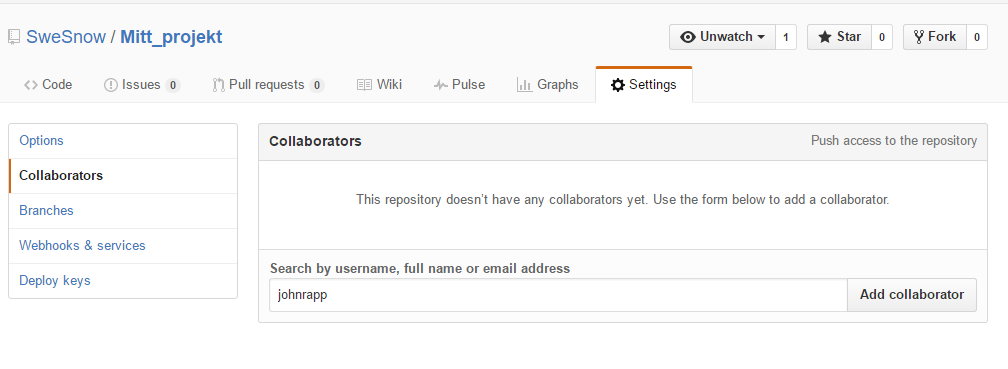 SweSnow / Mitt_projekt
Unwatch 1 Star 0 Fork 0
Code Issues 0 Pull requests 0 Wiki Pulse Graphs Settings
Options
Collaborators
Branches
Webhooks & services
Deploy keys
Collaborators Push access to the repository
This repository doesn't have any collaborators yet. Use the form below to add a collaborator.
Search by username, full name or email address
johnrapp Add collaborator